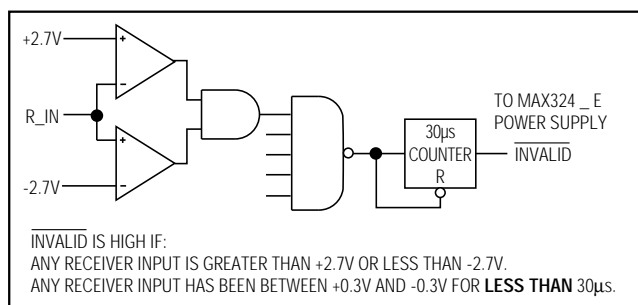 +2.7V
+
-
R_IN
+
-2.7V
-
30µs
COUNTER
R
TO MAX324 _ E
POWER SUPPLY
INVALID
INVALID IS HIGH IF:
ANY RECEIVER INPUT IS GREATER THAN +2.7V OR LESS THAN -2.7V.
ANY RECEIVER INPUT HAS BEEN BETWEEN +0.3V AND -0.3V FOR LESS THAN 30µs.